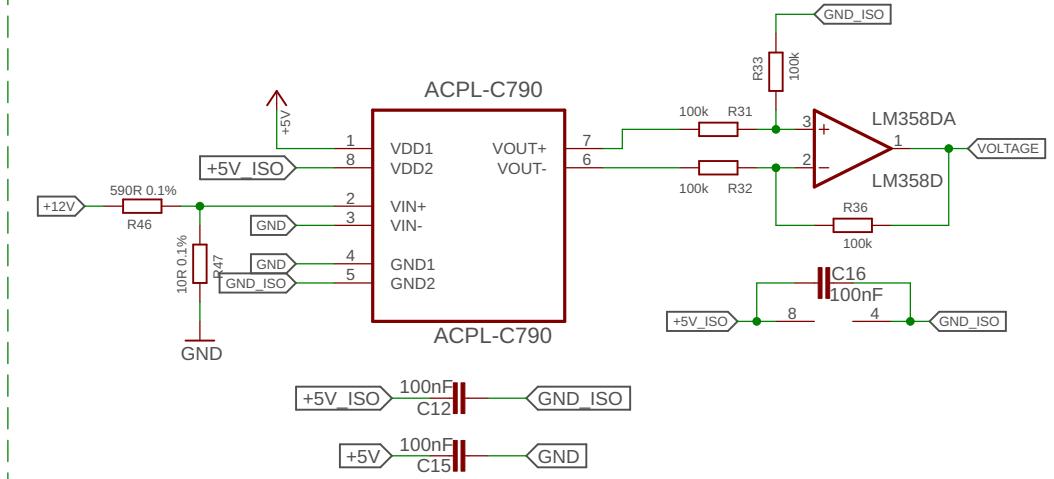 GND_ISO
R33
100k
ACPL-C790
+5V
100k R31
3
+
LM358DA
1
VDD1
VOUT+
7
1
VOLTAGE
8
VDD2
VOUT-
6
2
−
+5V_ISO
LM358D
590R 0.1%
100k R32
+12V
2
VIN+
R46
R36
GND
3
VIN-
100k
10R 0.1%
R47
GND
4
GND1
GND_ISO
5
GND2
C16
100nF
+5V_ISO
8
4
GND_ISO
ACPL-C790
GND
+5V_ISO
100nF
C12
GND_ISO
+5V
100nF
C15
GND